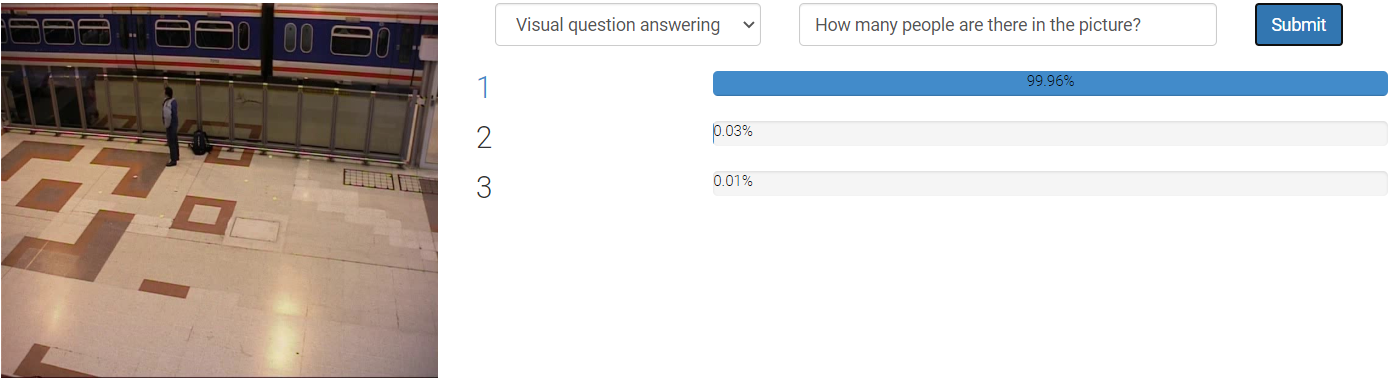 Visual question answering
How many people are there in the picture?
Submit
1
99.96%
2
0.03%
3
0.01%